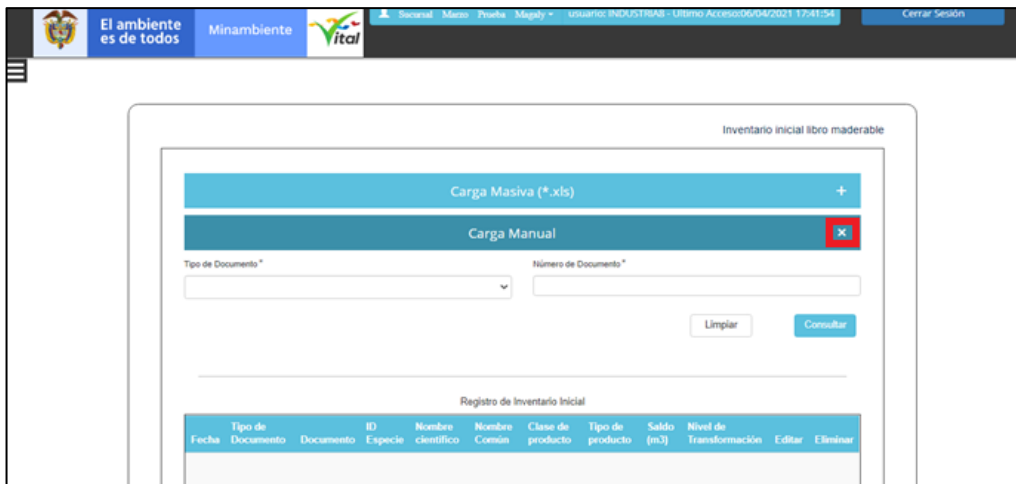 El ambiente es de todos
Minambiente
Vital
Sucursal Marzo Prueba Magaly
usuario: INDUSTRIA8 - Ultimo Acceso:06/04/2021 17:41:54
Cerrar Sesión
Inventario inicial libro maderable
Carga Masiva (*.xls) +
Carga Manual ×
Tipo de Documento * Número de Documento *
Limpiar Consultar
Registro de Inventario Inicial
Fecha Tipo de Documento Documento ID Especie Nombre científico Nombre Común Clase de producto Tipo de producto Saldo (m3) Nivel de Transformación Editar Eliminar